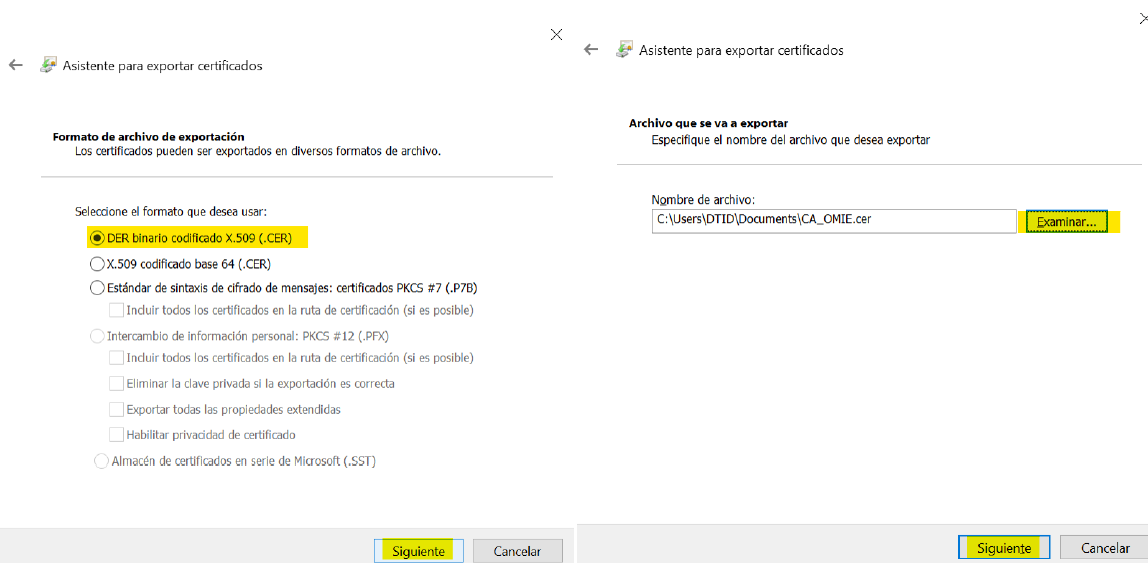 Asistente para exportar certificados
Formato de archivo de exportación
Los certificados pueden ser exportados en diversos formatos de archivo.
Seleccione el formato que desea usar:
DER binario codificado X.509 (.CER)
X.509 codificado base 64 (.CER)
Estándar de sintaxis de cifrado de mensajes: certificados PKCS #7 (.P7B)
Incluir todos los certificados en la ruta de certificación (si es posible)
Intercambio de información personal: PKCS #12 (.PFX)
Incluir todos los certificados en la ruta de certificación (si es posible)
Eliminar la clave privada si la exportación es correcta
Exportar todas las propiedades extendidas
Habilitar privacidad de certificado
Almacén de certificados en serie de Microsoft (.SST)
Siguiente
Cancelar
Asistente para exportar certificados
Archivo que se va a exportar
Especifique el nombre del archivo que desea exportar
Nombre de archivo:
C:\Users\DTID\Documents\CA_OMIE.cer
Examinar...
Siguiente
Cancelar